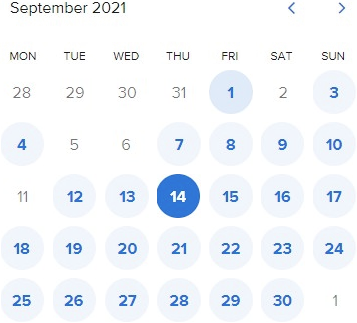 September 2021
MON TUE WED THU FRI SAT SUN
28 29 30 31 1 2 3
4 5 6 7 8 9 10
11 12 13 14 15 16 17
18 19 20 21 22 23 24
25 26 27 28 29 30 1